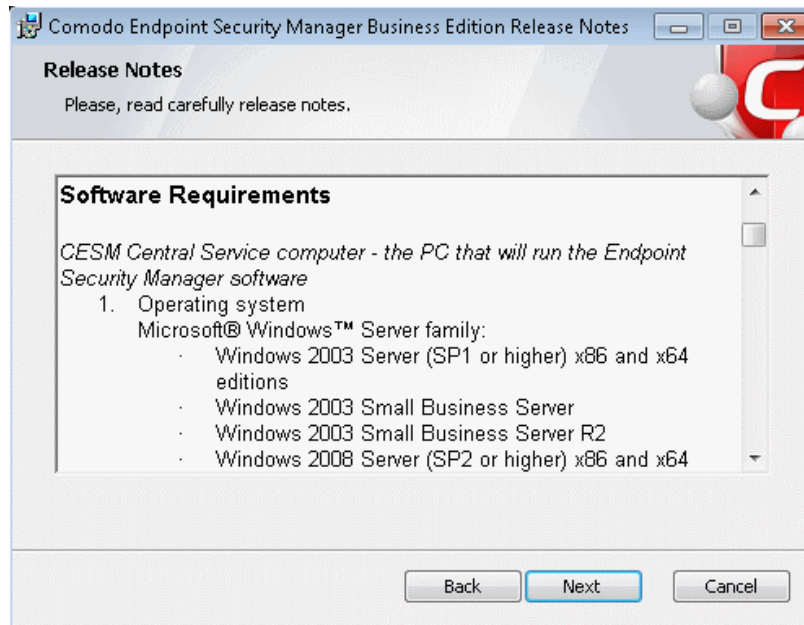 Comodo Endpoint Security Manager Business Edition Release Notes
Release Notes
Please, read carefully release notes.
Software Requirements
CESM Central Service computer - the PC that will run the Endpoint
Security Manager software
1. Operating system
Microsoft® Windows™ Server family:
· Windows 2003 Server (SP1 or higher) x86 and x64
editions
· Windows 2003 Small Business Server
· Windows 2003 Small Business Server R2
· Windows 2008 Server (SP2 or higher) x86 and x64
Back Next Cancel